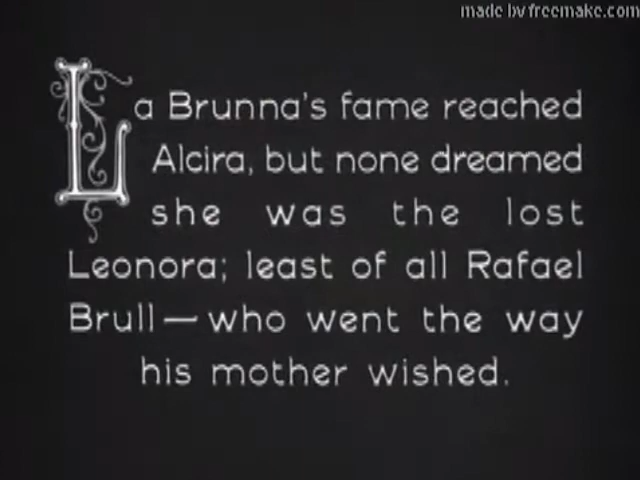 made by freemake.com
La Brunna's fame reached
Alcira, but none dreamed
she was the lost
Leonora; least of all Rafael
Brull—who went the way
his mother wished.